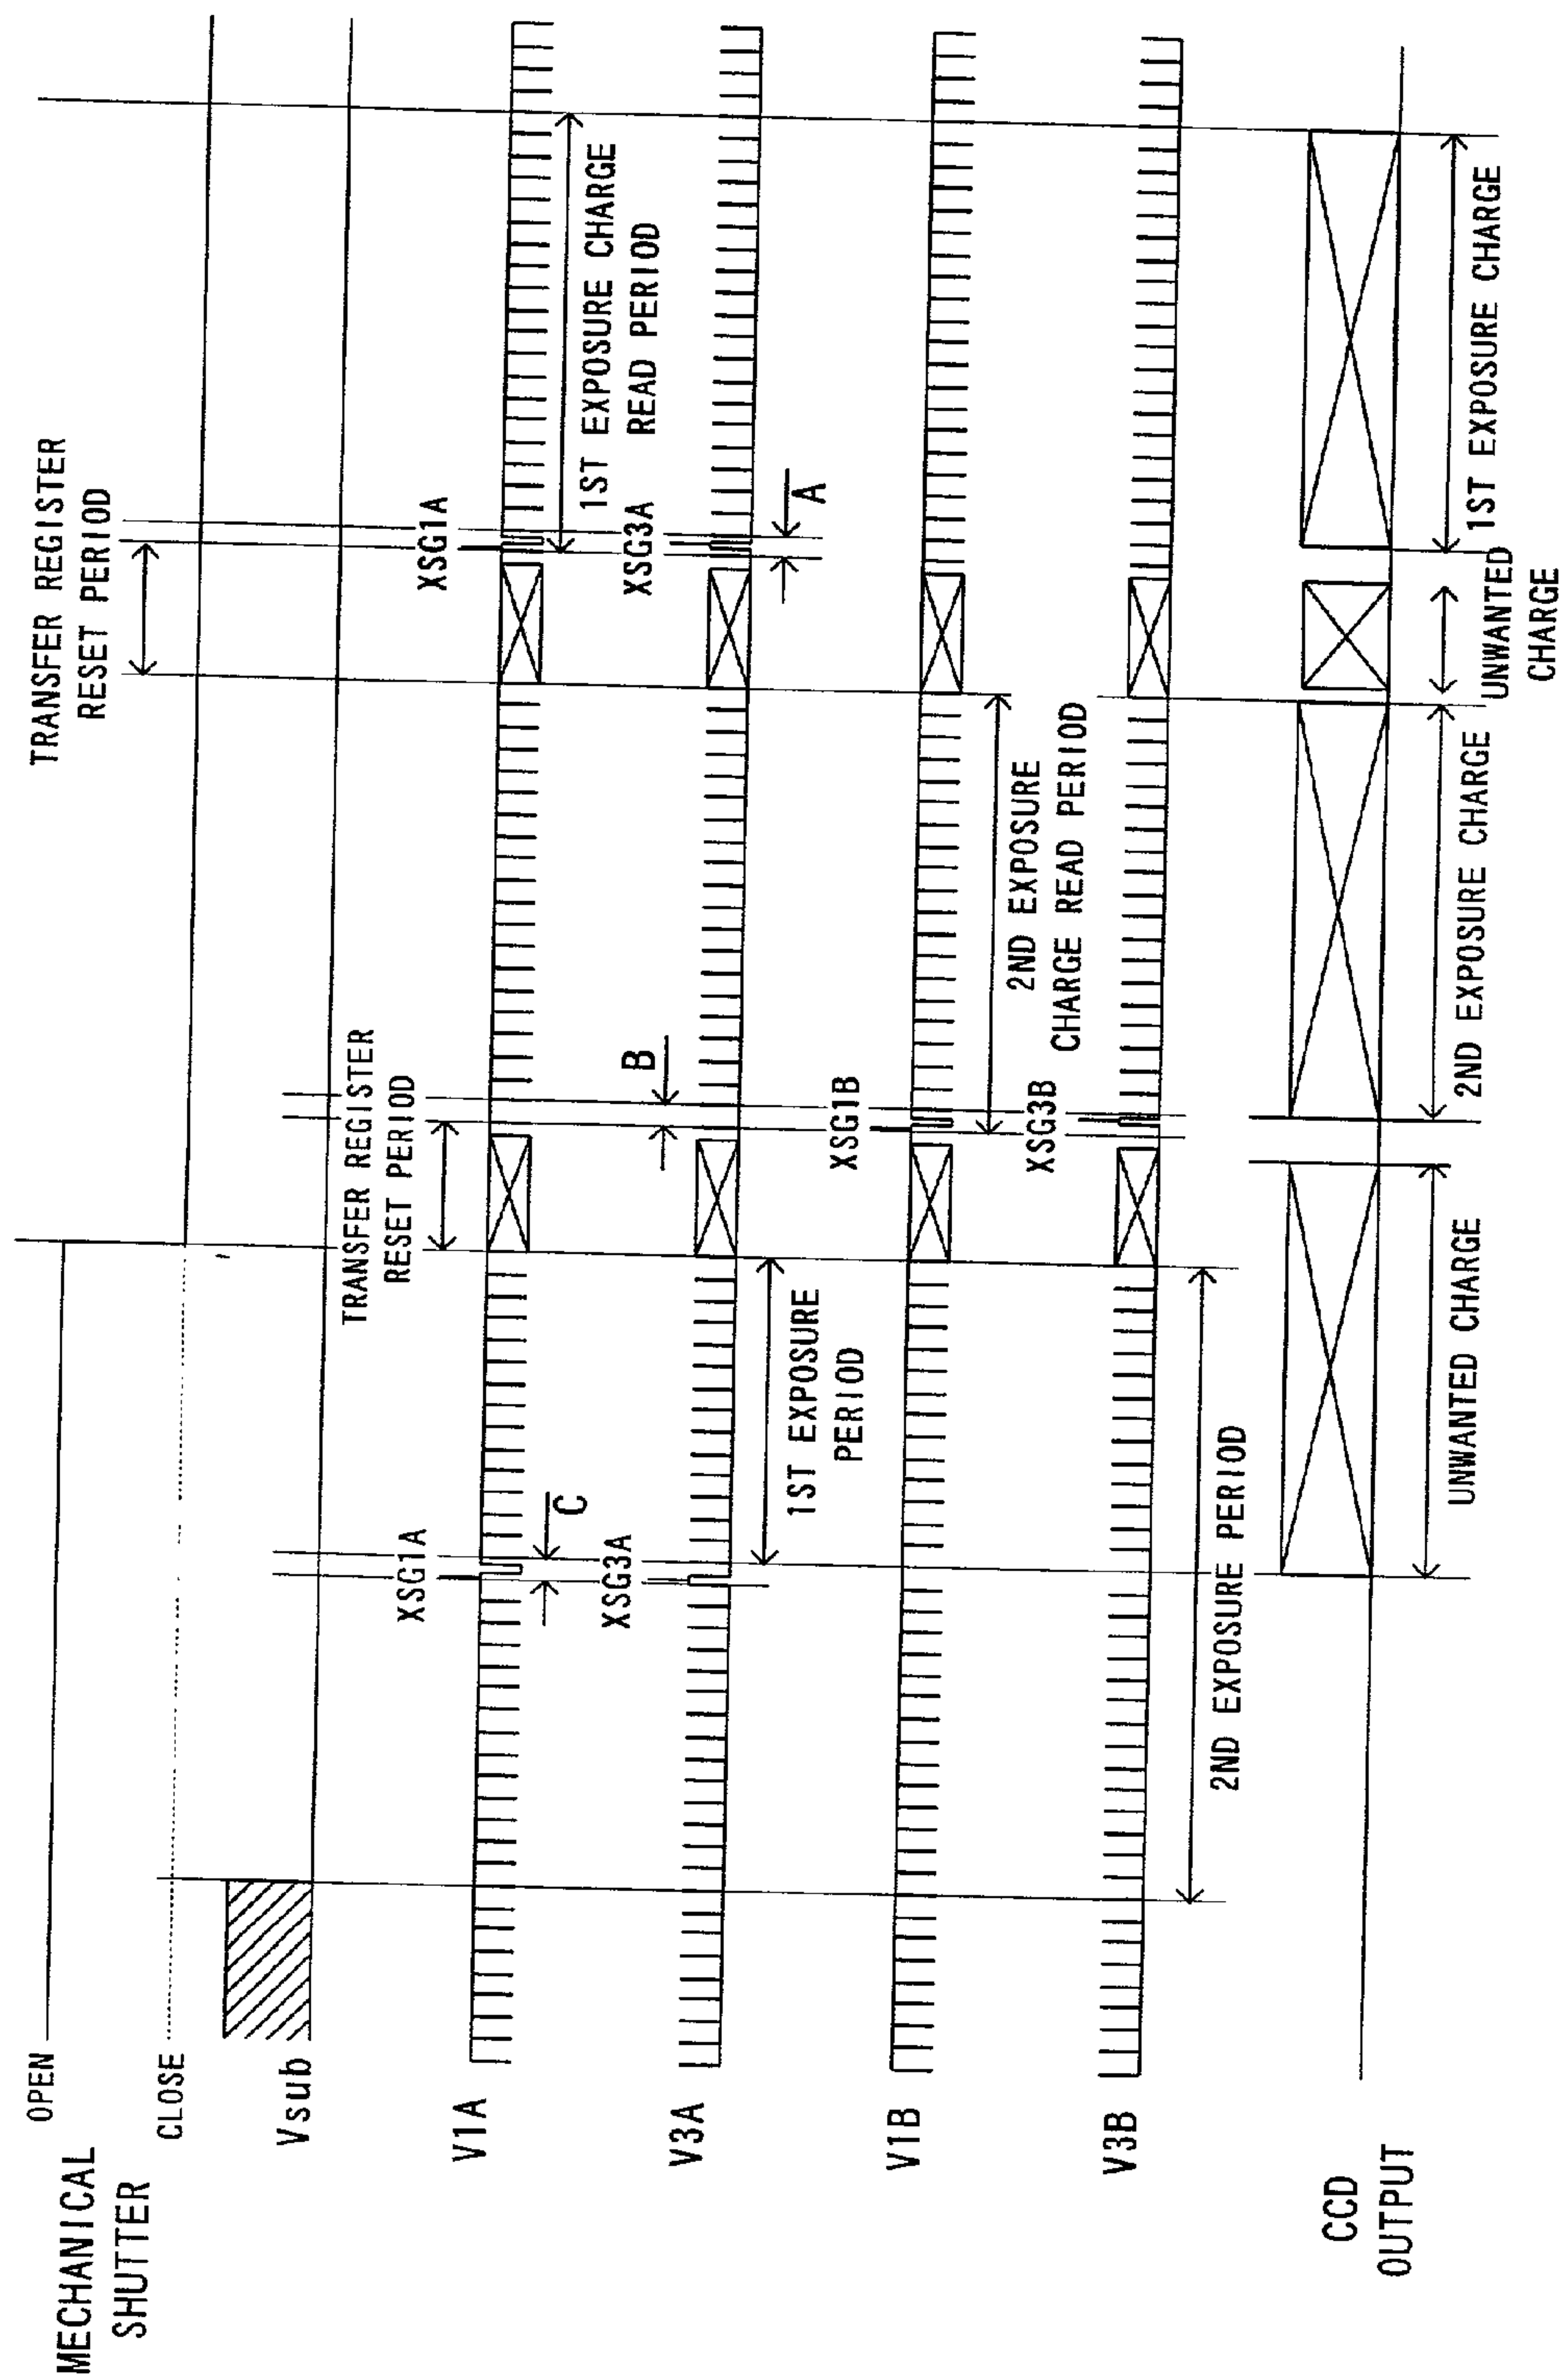 MECHANICAL
SHUTTER
OPEN
CLOSE
Vsub
TRANSFER REGISTER
RESET PERIOD
TRANSFER REGISTER
RESET PERIOD
V1A
XSG1A
C
B
XSG1A
1ST EXPOSURE CHARGE
READ PERIOD
V3A
XSG3A
XSG3A
A
1ST EXPOSURE
PERIOD
V1B
XSG1B
2ND EXPOSURE
CHARGE READ PERIOD
V3B
XSG3B
2ND EXPOSURE PERIOD
CCD
OUTPUT
UNWANTED CHARGE
2ND EXPOSURE CHARGE
UNWANTED
CHARGE
1ST EXPOSURE CHARGE